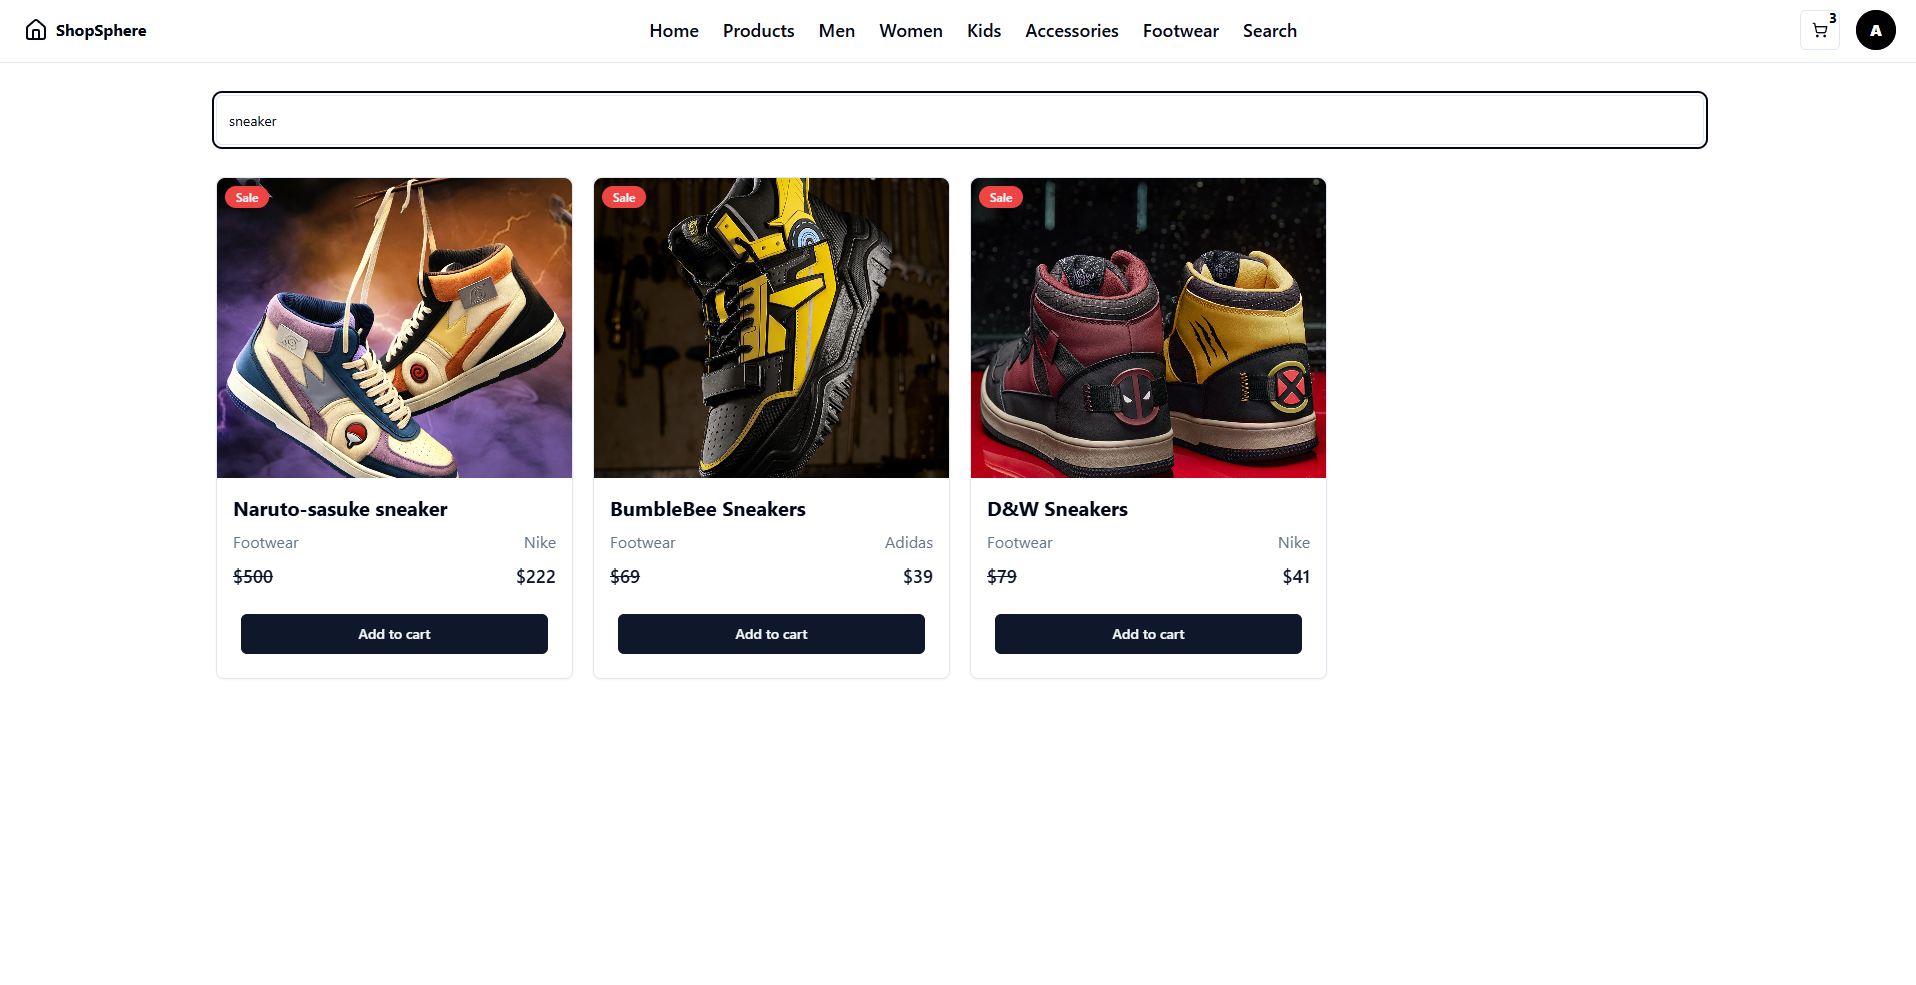 ShopSphere
Home Products Men Women Kids Accessories Footwear Search
3
A
sneaker
Sale
Sale
Sale
Naruto-sasuke sneaker
Footwear Nike
$500 $222
Add to cart
BumbleBee Sneakers
Footwear Adidas
$69 $39
Add to cart
D&W Sneakers
Footwear Nike
$79 $41
Add to cart